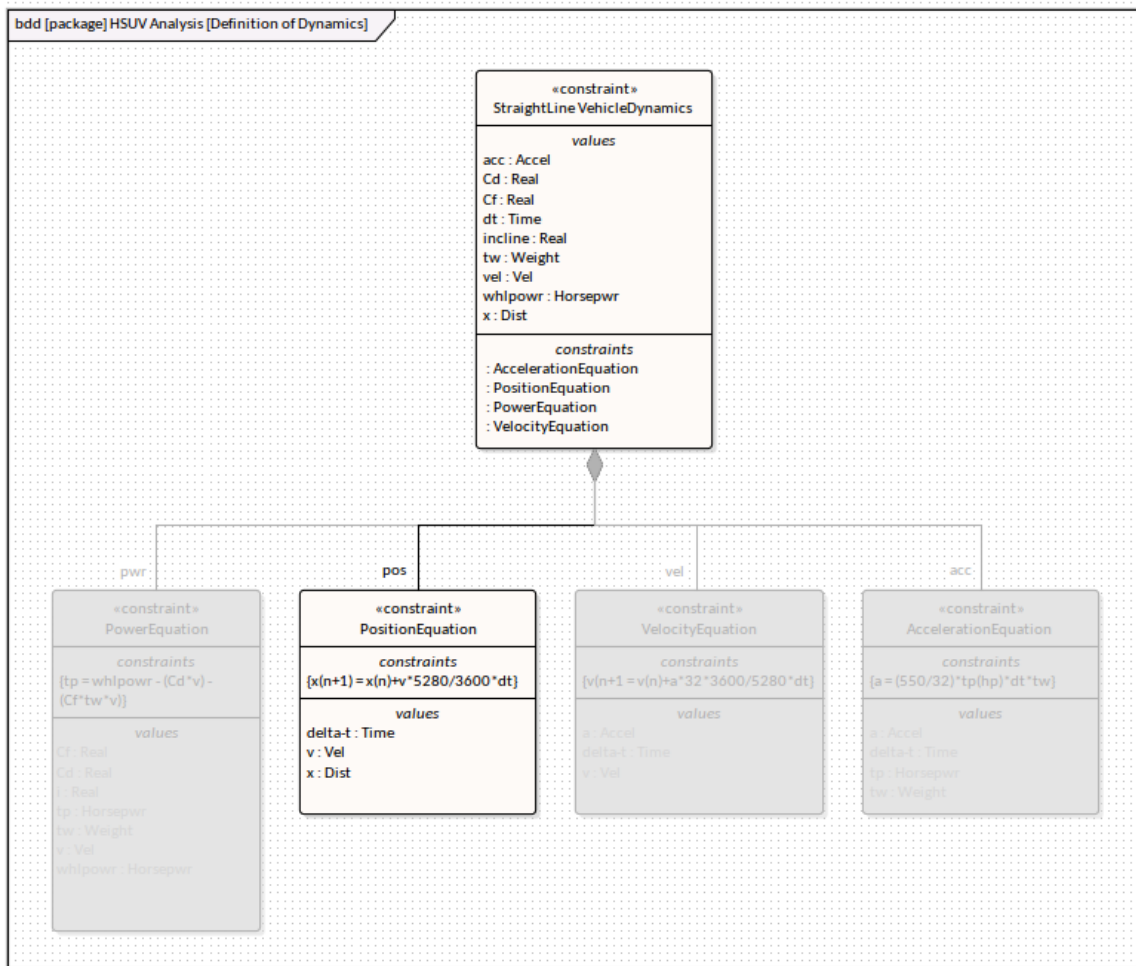 bdd [package] HSUV Analysis [Definition of Dynamics]
«constraint»
StraightLineVehicleDynamics
values
acc : Accel
Cd : Real
Cf : Real
dt : Time
incline : Real
tw : Weight
vel : Vel
whlpowr : Horsepwr
x : Dist
constraints
: AccelerationEquation
: PositionEquation
: PowerEquation
: VelocityEquation
pwr
pos
vel
acc
«constraint»
PowerEquation
constraints
{tp = whlpowr - (Cd*v) -
(Cf*tw*v)}
values
Cf : Real
Cd : Real
i : Real
tp : Horsepwr
tw : Weight
v : Vel
whlpowr : Horsepwr
«constraint»
PositionEquation
constraints
{x(n+1) = x(n)+v*5280/3600*dt}
values
delta-t : Time
v : Vel
x : Dist
«constraint»
VelocityEquation
constraints
{v(n+1 = v(n)+a*32*3600/5280*dt}
values
a : Accel
delta-t : Time
v : Vel
«constraint»
AccelerationEquation
constraints
{a = (550/32)*tp(hp)*dt*tw}
values
a : Accel
delta-t : Time
tp : Horsepwr
tw : Weight